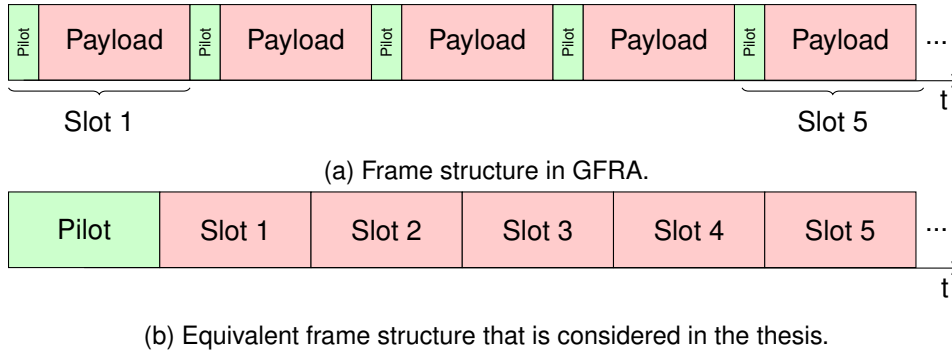 Pilot Payload Pilot Payload Pilot Payload Pilot Payload Pilot Payload ...
t
Slot 1 Slot 5
(a) Frame structure in GFRA.
Pilot Slot 1 Slot 2 Slot 3 Slot 4 Slot 5 ...
t
(b) Equivalent frame structure that is considered in the thesis.